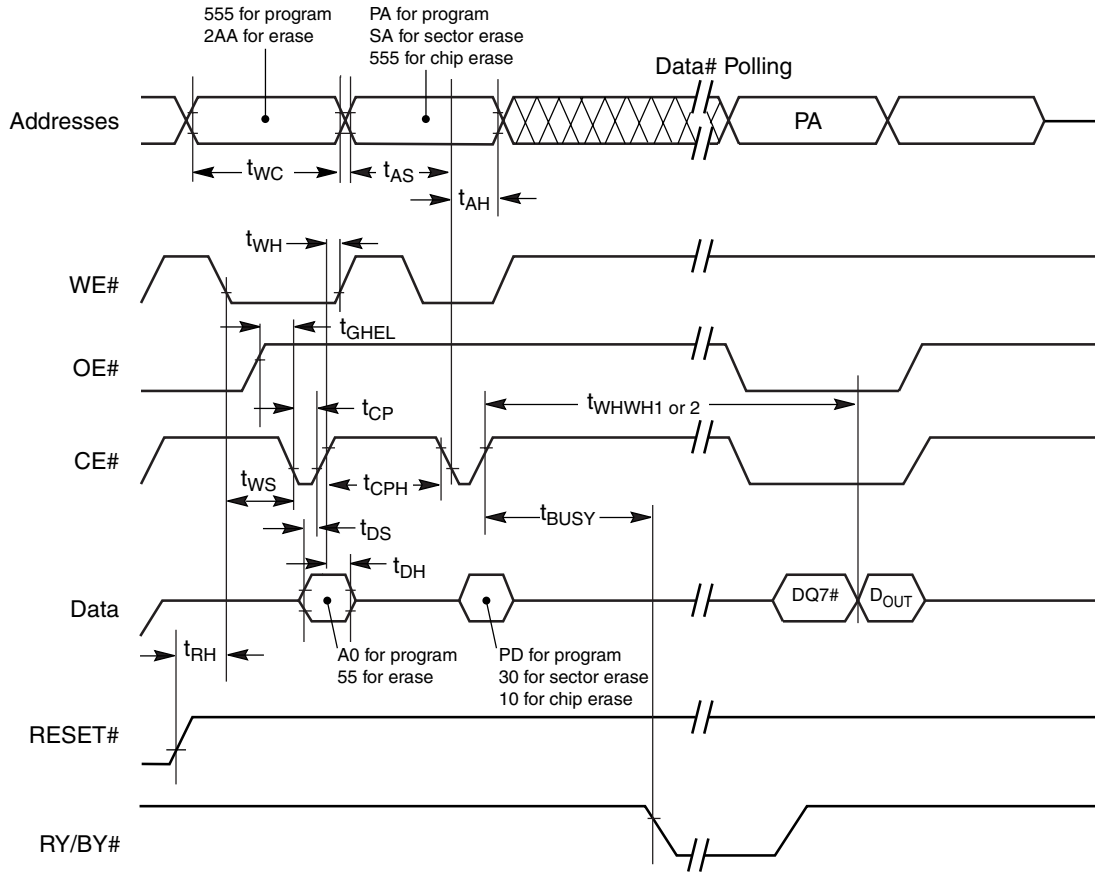 555 for program
2AA for erase
PA for program
SA for sector erase
555 for chip erase
Data# Polling
Addresses
PA
tWC
tAS
tAH
tWH
WE#
tGHEL
OE#
tWHWH1 or 2
tCP
CE#
tWS
tCPH
tBUSY
tDS
tDH
Data
DQ7#
DOUT
tRH
A0 for program
55 for erase
PD for program
30 for sector erase
10 for chip erase
RESET#
RY/BY#